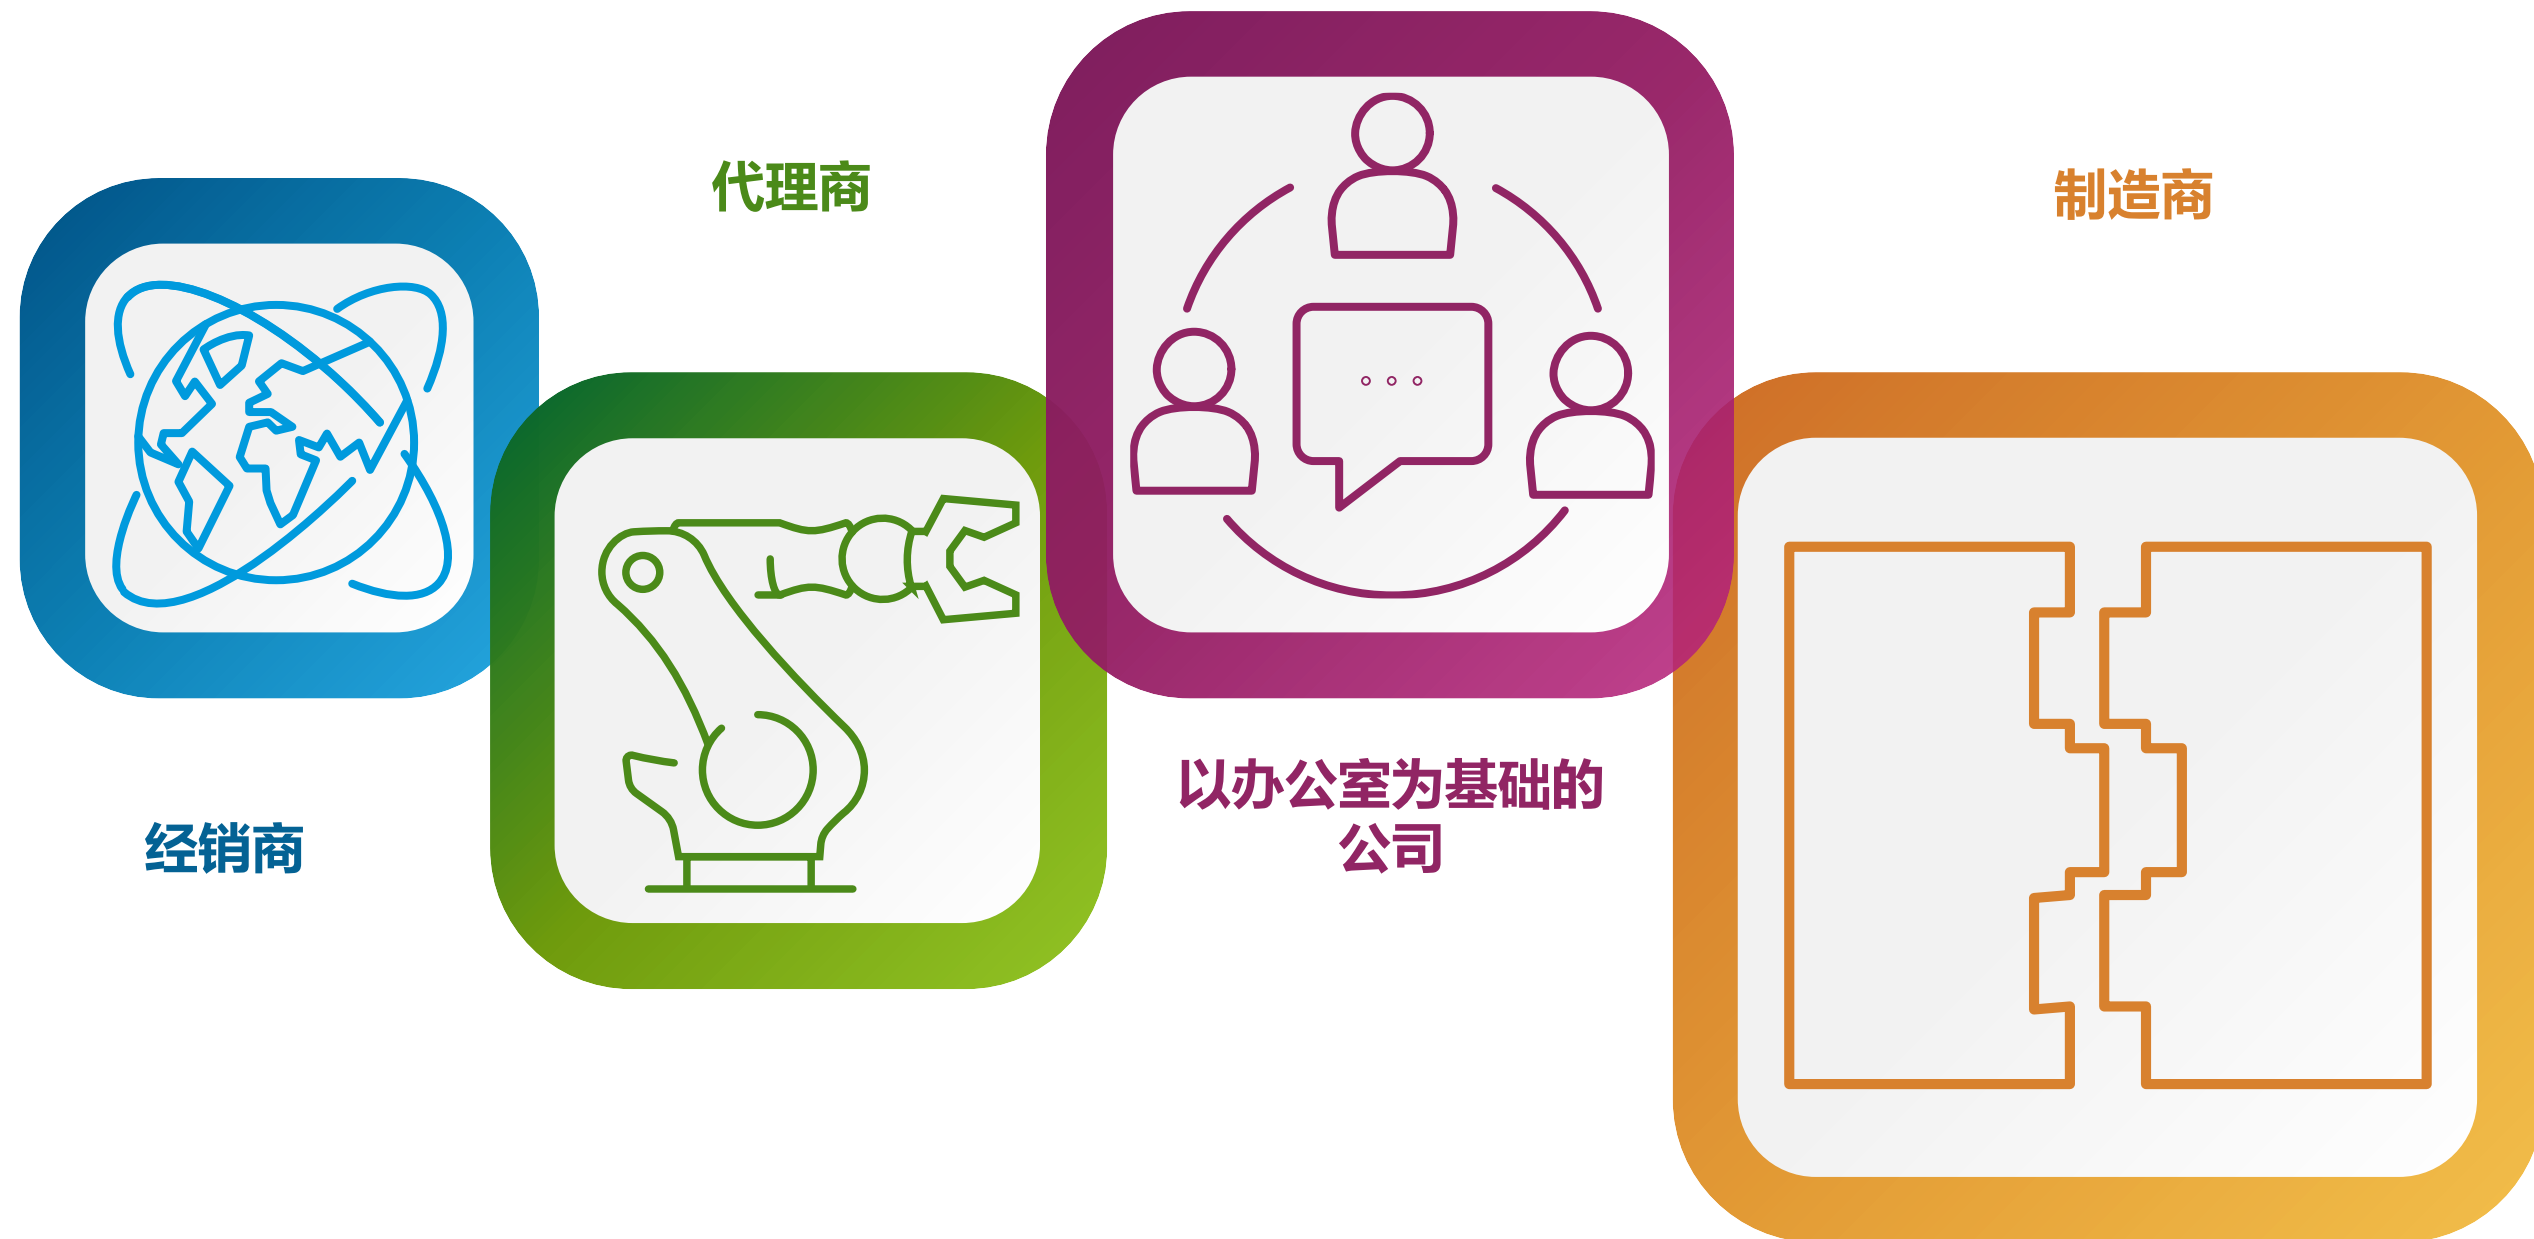 经销商
代理商
以办公室为基础的
公司
制造商